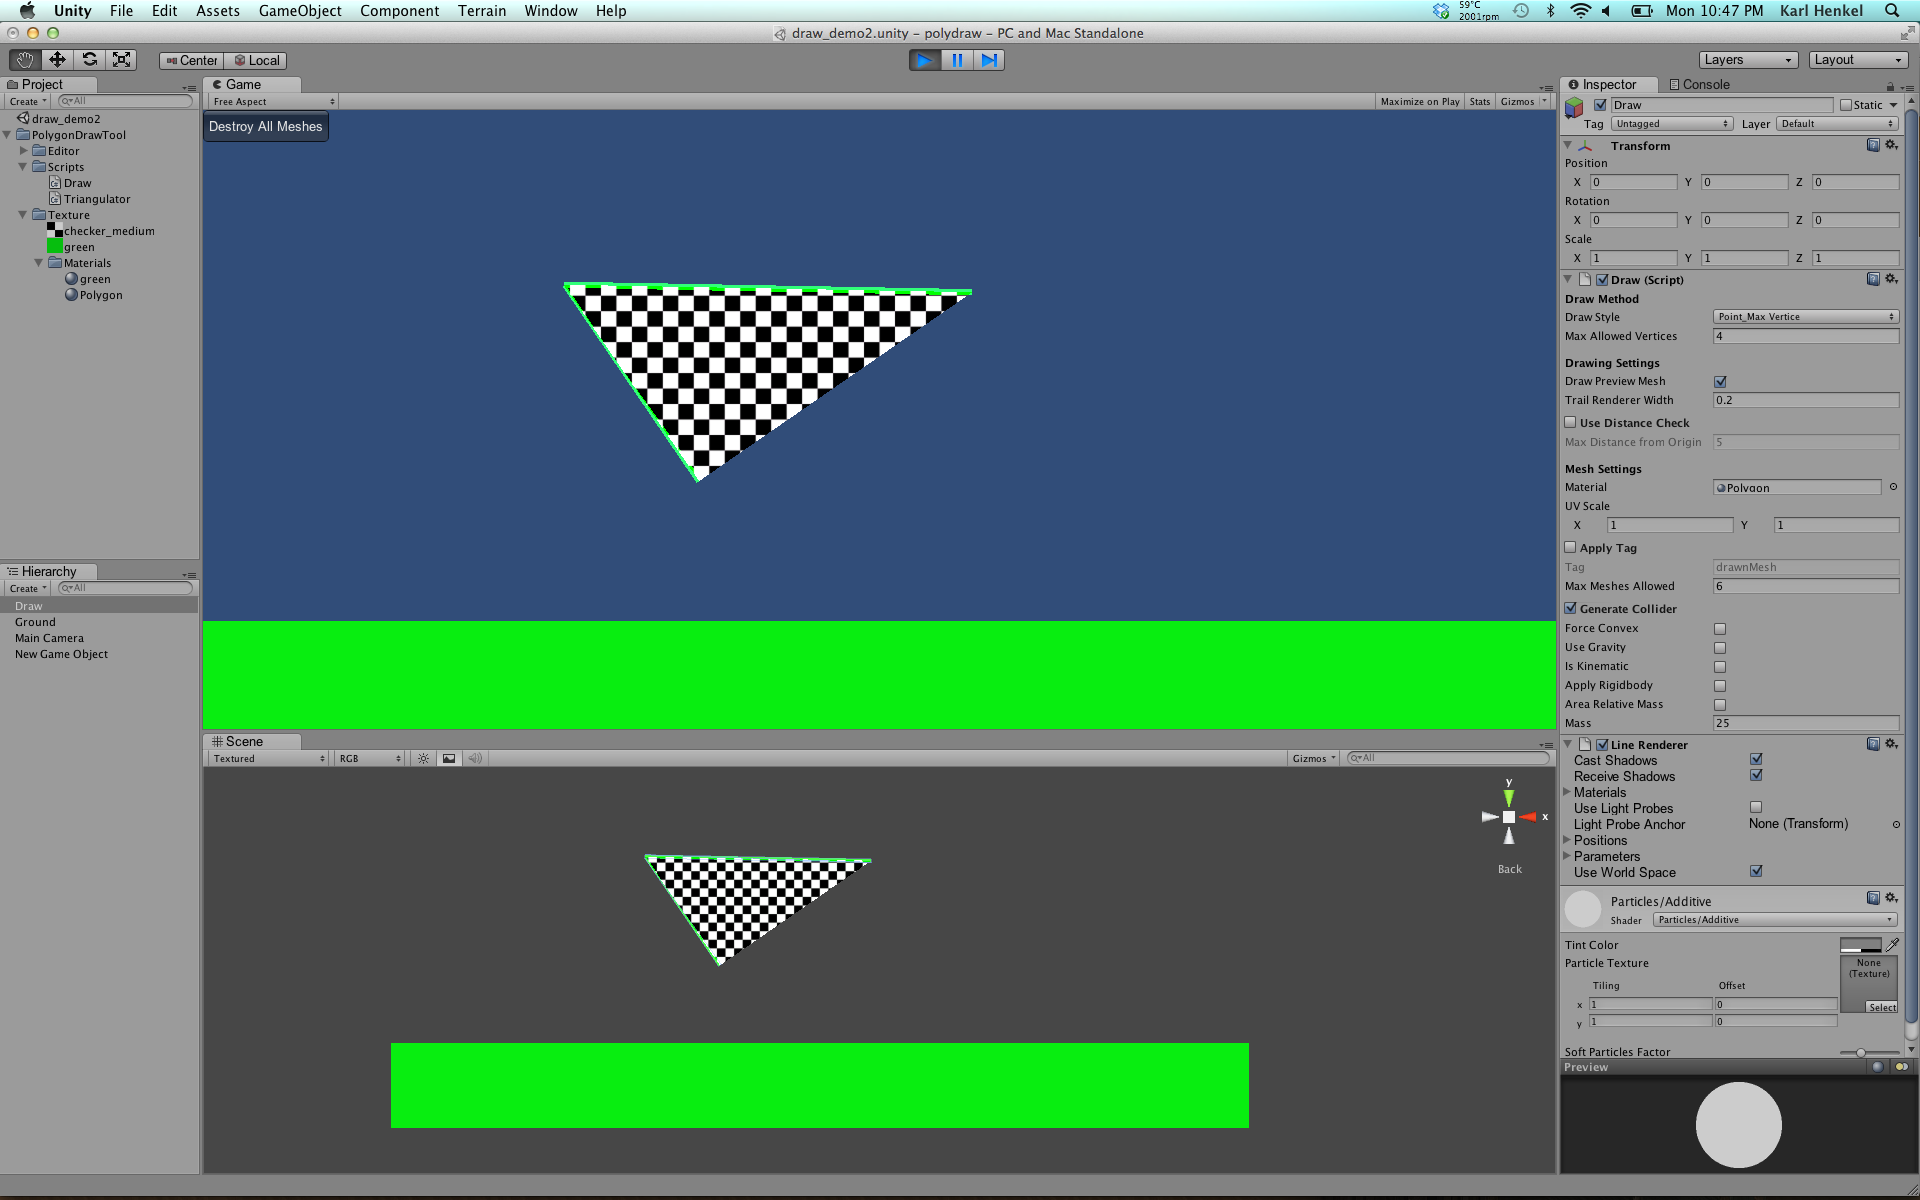 Unity File Edit Assets GameObject Component Terrain Window Help
59°C
2001rpm
Mon 10:47 PM Karl Henkel
draw_demo2.unity – polydraw – PC and Mac Standalone
Center Local
Layers Layout
Project
Create All
draw_demo2
PolygonDrawTool
Editor
Scripts
Draw
Triangulator
Texture
checker_medium
green
Materials
green
Polygon
Hierarchy
Create All
Draw
Ground
Main Camera
New Game Object
Game
Free Aspect
Maximize on Play Stats Gizmos
Destroy All Meshes
Scene
Textured RGB
Gizmos All
y
x
Back
Inspector Console
Draw Static
Tag Untagged Layer Default
Transform
Position
X 0 Y 0 Z 0
Rotation
X 0 Y 0 Z 0
Scale
X 1 Y 1 Z 1
Draw (Script)
Draw Method
Draw Style Point_Max Vertice
Max Allowed Vertices 4
Drawing Settings
Draw Preview Mesh
Trail Renderer Width 0.2
Use Distance Check
Max Distance from Origin 5
Mesh Settings
Material Polygon
UV Scale
X 1 Y 1
Apply Tag
Tag drawnMesh
Max Meshes Allowed 6
Generate Collider
Force Convex
Use Gravity
Is Kinematic
Apply Rigidbody
Area Relative Mass
Mass 25
Line Renderer
Cast Shadows
Receive Shadows
Materials
Use Light Probes
Light Probe Anchor None (Transform)
Positions
Parameters
Use World Space
Particles/Additive
Shader Particles/Additive
Tint Color
Particle Texture
None
(Texture)
Select
Tiling Offset
x 1 0
y 1 0
Soft Particles Factor
Preview